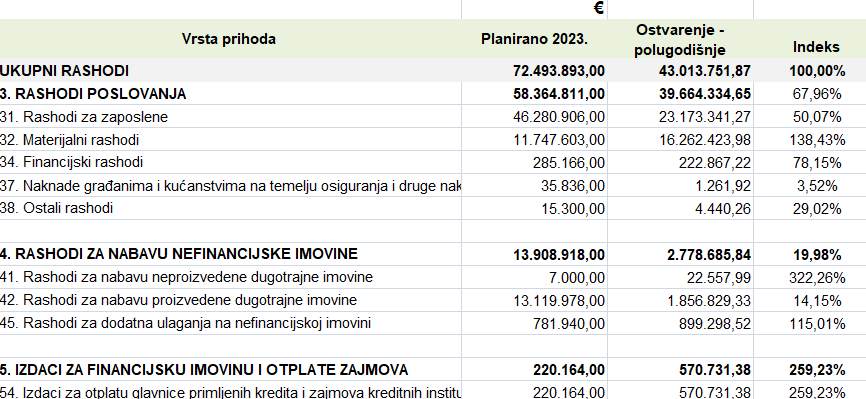 €
Vrsta prihoda Planirano 2023. Ostvarenje - polugodišnje Indeks
UKUPNI RASHODI 72.493.893,00 43.013.751,87 100,00%
3. RASHODI POSLOVANJA 58.364.811,00 39.664.334,65 67,96%
31. Rashodi za zaposlene 46.280.906,00 23.173.341,27 50,07%
32. Materijalni rashodi 11.747.603,00 16.262.423,98 138,43%
34. Financijski rashodi 285.166,00 222.867,22 78,15%
37. Naknade građanima i kućanstvima na temelju osiguranja i druge nak 35.836,00 1.261,92 3,52%
38. Ostali rashodi 15.300,00 4.440,26 29,02%
4. RASHODI ZA NABAVU NEFINANCIJSKE IMOVINE 13.908.918,00 2.778.685,84 19,98%
41. Rashodi za nabavu neproizvedene dugotrajne imovine 7.000,00 22.557,99 322,26%
42. Rashodi za nabavu proizvedene dugotrajne imovine 13.119.978,00 1.856.829,33 14,15%
45. Rashodi za dodatna ulaganja na nefinancijskoj imovini 781.940,00 899.298,52 115,01%
5. IZDACI ZA FINANCIJSKU IMOVINU I OTPLATE ZAJMOVA 220.164,00 570.731,38 259,23%
54. Izdaci za otplatu glavnice primljenih kredita i zajmova kreditnih institu 220.164,00 570.731,38 259,23%